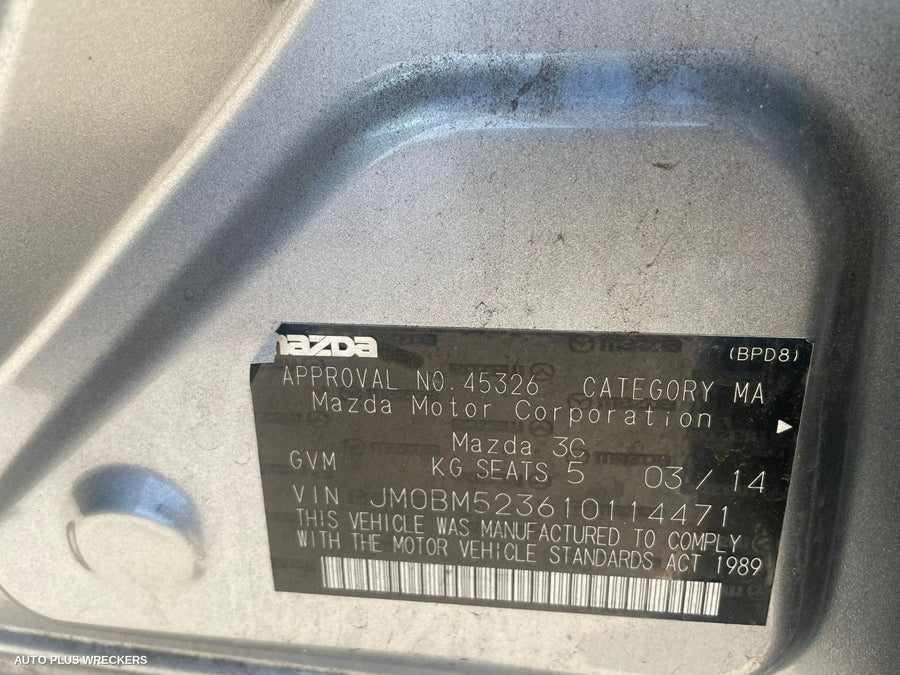 mazda
(BPD8)
APPROVAL NO.45326 CATEGORY MA
Mazda Motor Corporation
Mazda 3G
GVM KG SEATS 5 03/14
VIN JM0BM523610114471
THIS VEHICLE WAS MANUFACTURED TO COMPLY
WITH THE MOTOR VEHICLE STANDARDS ACT 1989
AUTO PLUS WRECKERS